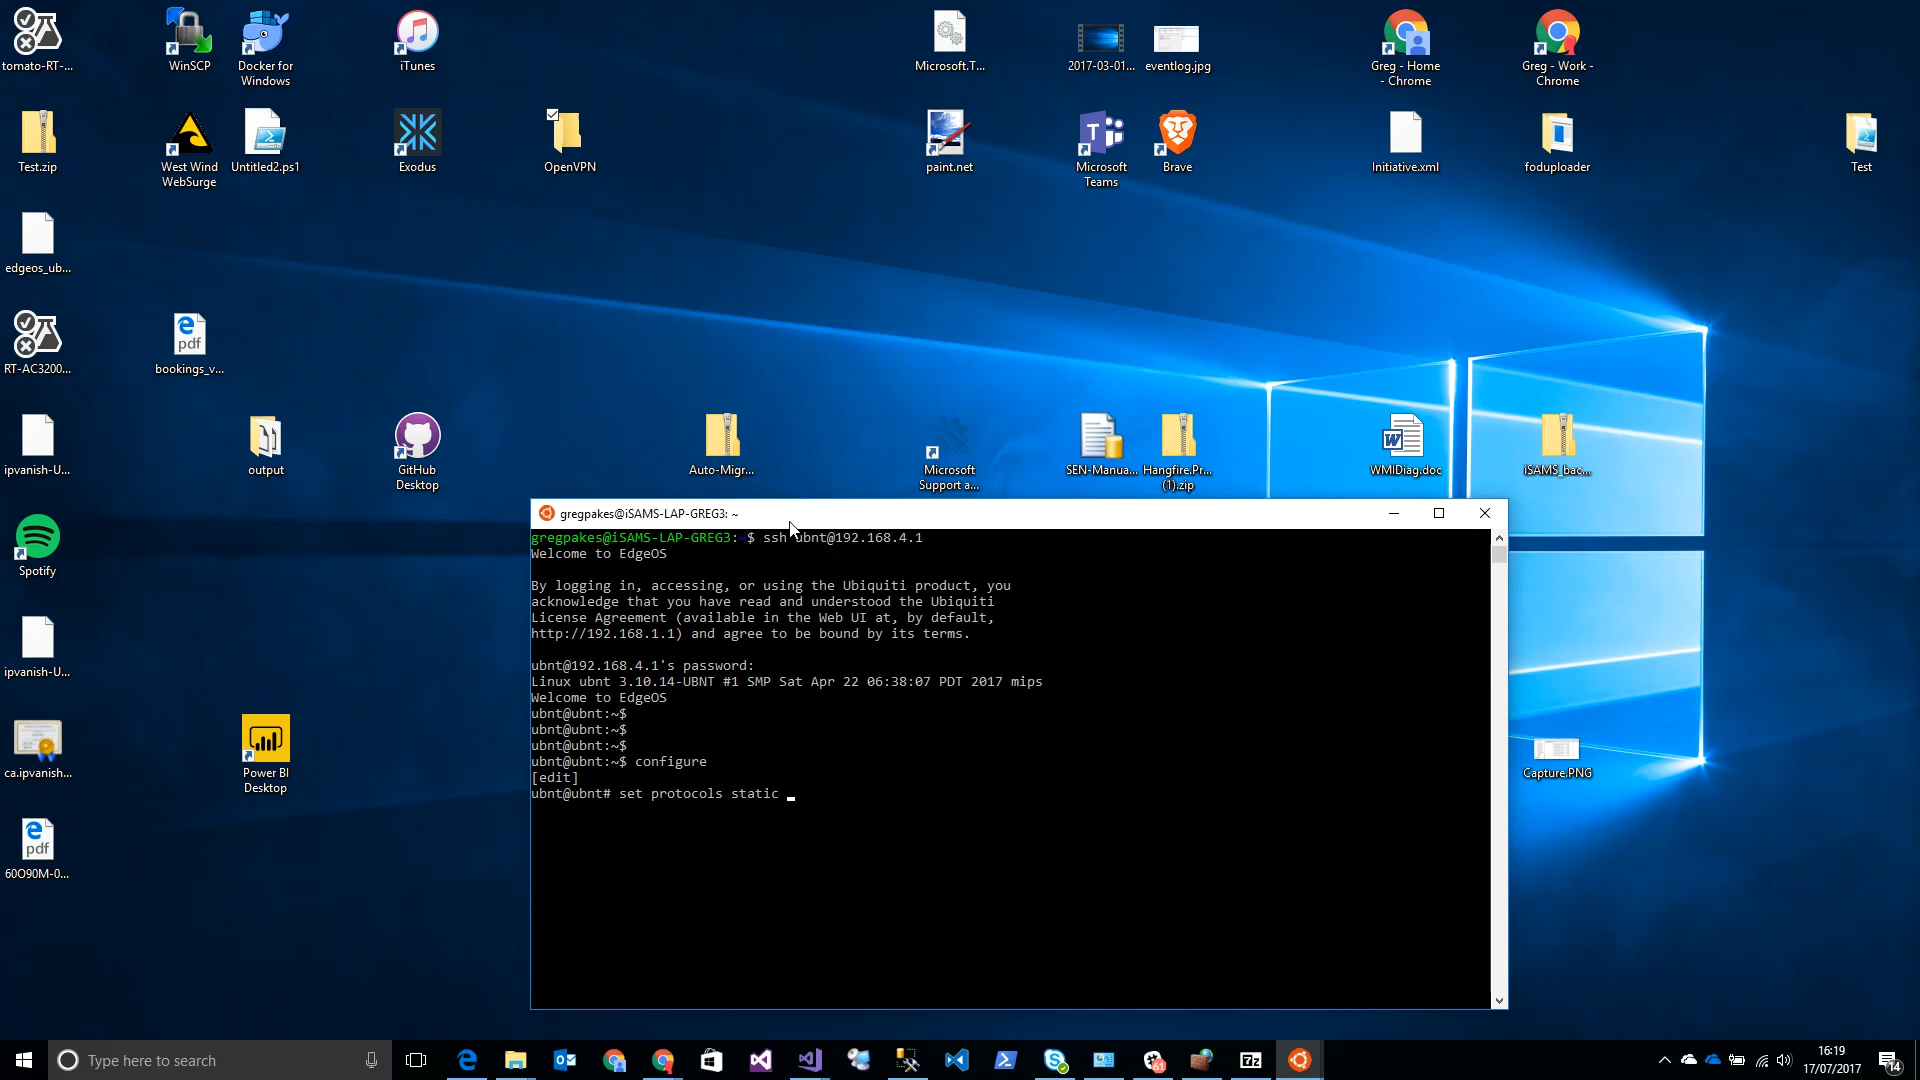 tomato-RT-...
WinSCP
Docker for
Windows
iTunes
Microsoft.T...
2017-03-01...
eventlog.jpg
Greg - Home
- Chrome
Greg - Work -
Chrome
Test.zip
West Wind
WebSurge
Untitled2.ps1
Exodus
OpenVPN
paint.net
Microsoft
Teams
Brave
Initiative.xml
foduploader
Test
edgeos_ub...
RT-AC3200...
pdf
bookings_v...
ipvanish-U...
output
GitHub
Desktop
Auto-Migr...
Microsoft
Support a...
SEN-Manua...
Hangfire.Pr...
(1).zip
WMIDiag.doc
iSAMS_bac...
Spotify
ipvanish-U...
ca.ipvanish...
Power BI
Desktop
Capture.PNG
pdf
60O90M-0...
gregpakes@iSAMS-LAP-GREG3: ~
gregpakes@iSAMS-LAP-GREG3:~$ ssh ubnt@192.168.4.1
Welcome to EdgeOS
By logging in, accessing, or using the Ubiquiti product, you
acknowledge that you have read and understood the Ubiquiti
License Agreement (available in the Web UI at, by default,
http://192.168.1.1) and agree to be bound by its terms.
ubnt@192.168.4.1's password:
Linux ubnt 3.10.14-UBNT #1 SMP Sat Apr 22 06:38:07 PDT 2017 mips
Welcome to EdgeOS
ubnt@ubnt:~$
ubnt@ubnt:~$
ubnt@ubnt:~$
ubnt@ubnt:~$ configure
[edit]
ubnt@ubnt# set protocols static
Type here to search
7z
61
16:19
17/07/2017
14